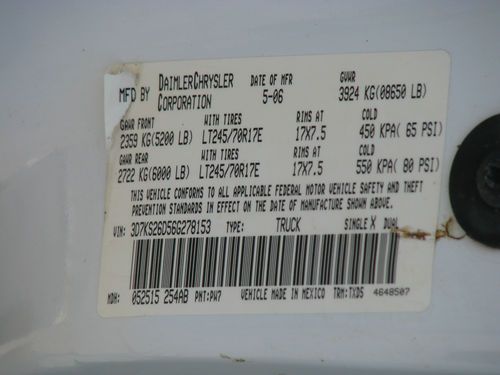 MFD BY DAIMLERCHRYSLER CORPORATION DATE OF MFR 5-06 GVWR 3924 KG(08650 LB)
GAWR FRONT WITH TIRES RIMS AT COLD
2359 KG(5200 LB) LT245/70R17E 17X7.5 450 KPA( 65 PSI)
GAWR REAR WITH TIRES RIMS AT COLD
2722 KG(6000 LB) LT245/70R17E 17X7.5 550 KPA( 80 PSI)
THIS VEHICLE CONFORMS TO ALL APPLICABLE FEDERAL MOTOR VEHICLE SAFETY AND THEFT
PREVENTION STANDARDS IN EFFECT ON THE DATE OF MANUFACTURE SHOWN ABOVE.
VIN: 3D7KS26D56G278153 TYPE: TRUCK SINGLE X DUAL
MDH: 052515 254AB PNT:PW7 VEHICLE MADE IN MEXICO TRM:TXD5 4648507